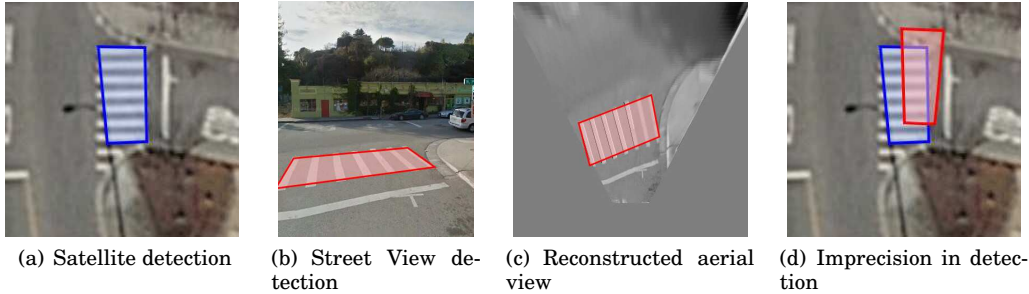 (a) Satellite detection
(b) Street View de-
tection
(c) Reconstructed aerial
view
(d) Imprecision in detec-
tion